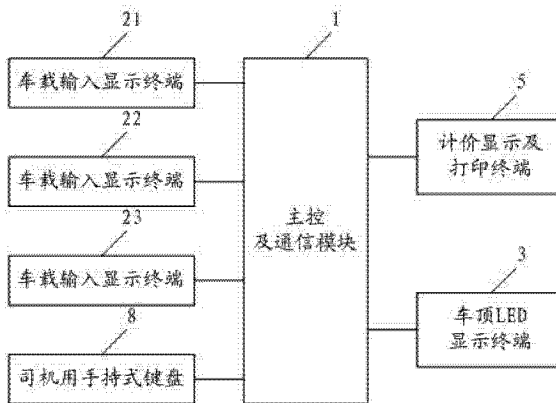 21
车载输入显示终端
22
车载输入显示终端
23
车载输入显示终端
8
司机用手持式键盘
1
主控
及通信模块
5
计价显示及
打印终端
3
车顶LED
显示终端